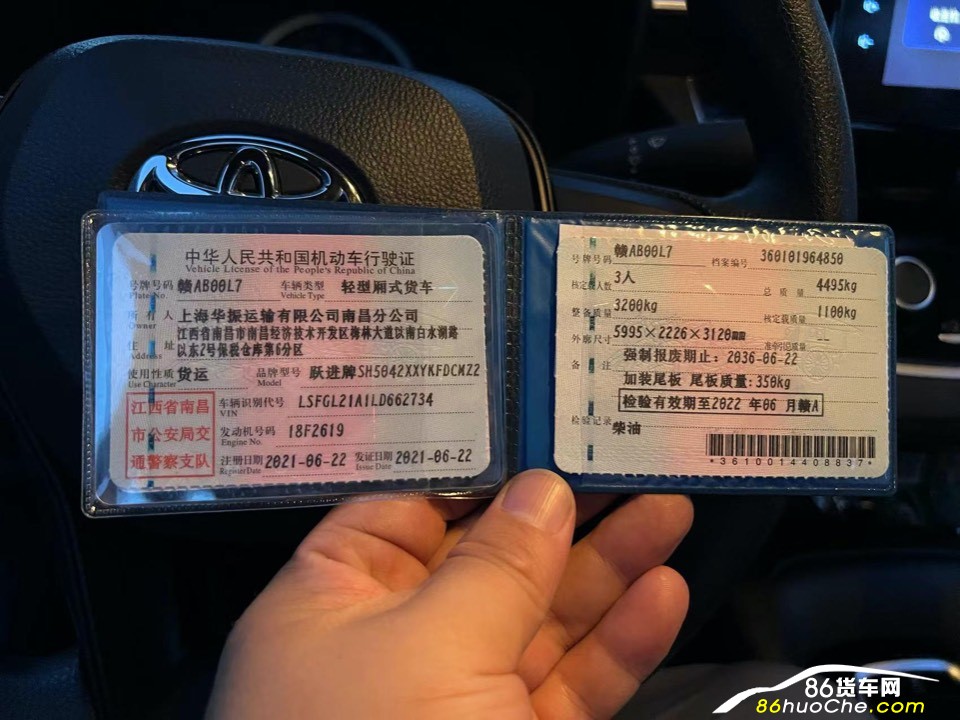 中华人民共和国机动车行驶证
Vehicle License of the People's Republic of China
号牌号码 赣AB00L7 车辆类型 轻型厢式货车
Plate No. Vehicle Type
所有人 上海华振运输有限公司南昌分公司
Owner
住址 江西省南昌市南昌经济技术开发区梅林大道以南白水湖路
Address 以东2号保税仓库第6分区
使用性质 货运 品牌型号 跃进牌SH5042XXYKFDCWZ2
Use Character Model
江西省南昌
市公安局交
通警察支队
车辆识别代号 LSFGL21A1LD662734
VIN
发动机号码 18F2619
Engine No.
注册日期 2021-06-22 发证日期 2021-06-22
Register Date Issue Date
号牌号码 赣AB00L7 档案编号 360101964850
核定载人数 3人 总质量 4495kg
整备质量 3200kg 核定载质量 1100kg
外廓尺寸 5995×2226×3120mm 准牵引总质量 --
备注 强制报废期止：2036-06-22
加装尾板 尾板质量:350kg
检验有效期至2022 年06 月赣A
检验记录 柴油
*3610014408837*
86货车网
86huoChe.com